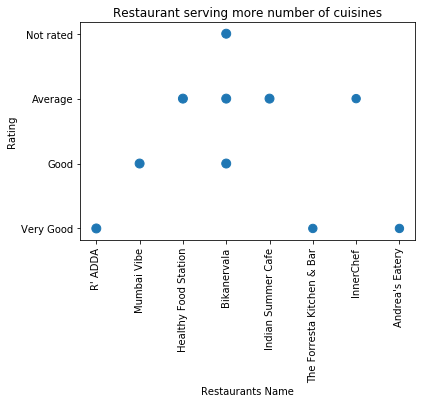 Restaurant serving more number of cuisines
Rating
Not rated
Average
Good
Very Good
R' ADDA
Mumbai Vibe
Healthy Food Station
Bikanervala
Indian Summer Cafe
The Forresta Kitchen & Bar
InnerChef
Andrea's Eatery
Restaurants Name